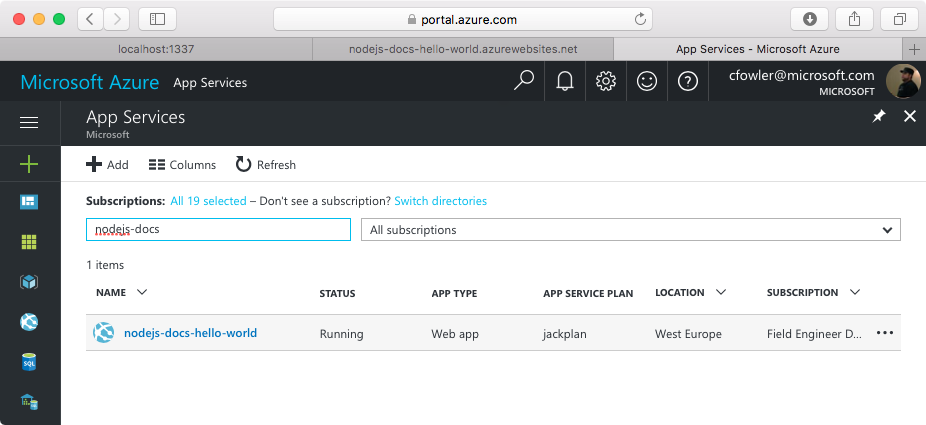 portal.azure.com
localhost:1337 nodejs-docs-hello-world.azurewebsites.net App Services - Microsoft Azure
Microsoft Azure App Services cfowler@microsoft.com
MICROSOFT
App Services
Microsoft
Add Columns Refresh
Subscriptions: All 19 selected – Don't see a subscription? Switch directories
nodejs-docs All subscriptions
1 items
NAME STATUS APP TYPE APP SERVICE PLAN LOCATION SUBSCRIPTION
nodejs-docs-hello-world Running Web app jackplan West Europe Field Engineer D...
SQL